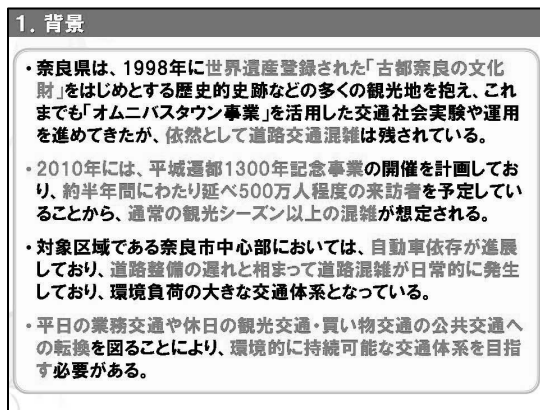 1. 背景
・奈良県は、1998年に世界遺産登録された「古都奈良の文化
財」をはじめとする歴史的史跡などの多くの観光地を抱え、これ
までも「オムニバスタウン事業」を活用した交通社会実験や運用
を進めてきたが、依然として道路交通混雑は残されている。
・2010年には、平城遷都1300年記念事業の開催を計画してお
り、約半年間にわたり延べ500万人程度の来訪者を予定してい
ることから、通常の観光シーズン以上の混雑が想定される。
・対象区域である奈良市中心部においては、自動車依存が進展
しており、道路整備の遅れと相まって道路混雑が日常的に発生
しており、環境負荷の大きな交通体系となっている。
・平日の業務交通や休日の観光交通・買い物交通の公共交通へ
の転換を図ることにより、環境的に持続可能な交通体系を目指
す必要がある。